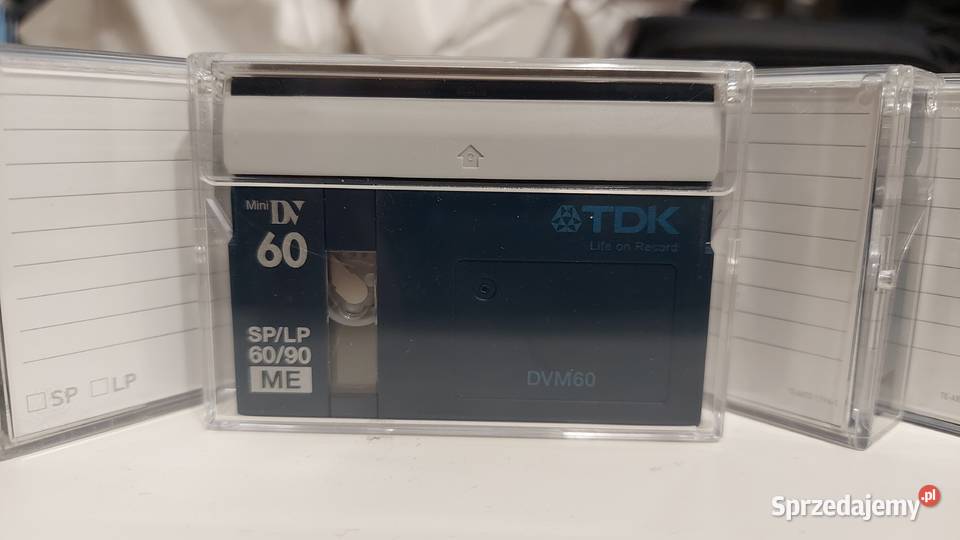 Mini DV
60
SP/LP
60/90
ME
TDK
Life on Record
DVM60
SP LP
Sprzedajemy.pl